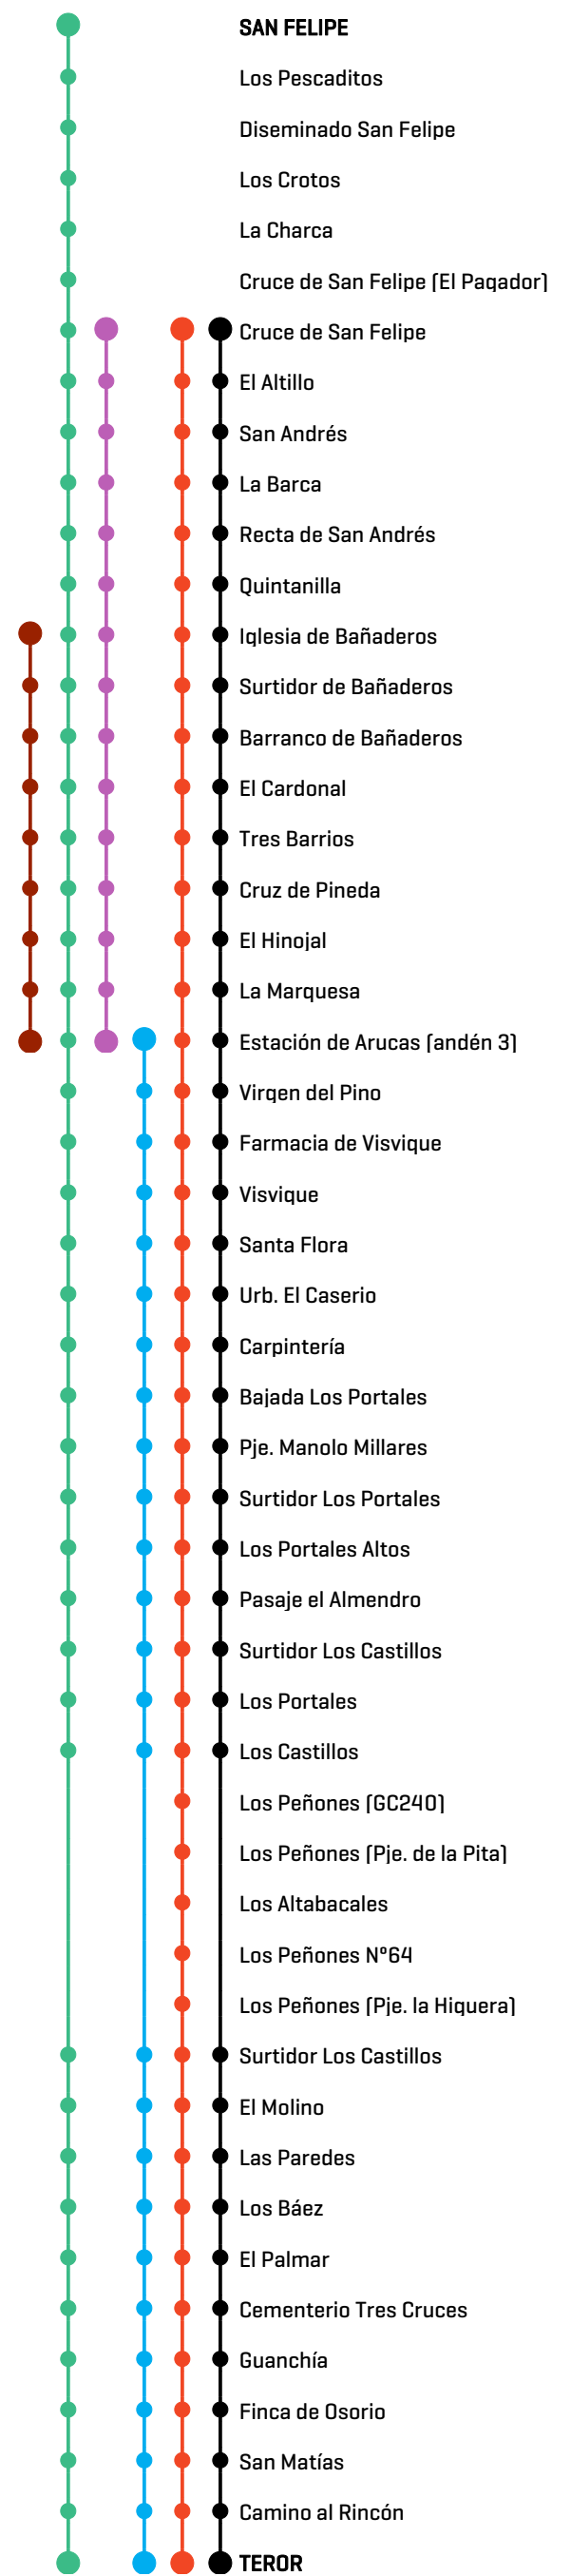 SAN FELIPE
Los Pescaditos
Diseminado San Felipe
Los Crotos
La Charca
Cruce de San Felipe (El Pagador)
Cruce de San Felipe
El Altillo
San Andrés
La Barca
Recta de San Andrés
Quintanilla
Iglesia de Bañaderos
Surtidor de Bañaderos
Barranco de Bañaderos
El Cardonal
Tres Barrios
Cruz de Pineda
El Hinojal
La Marquesa
Estación de Arucas (andén 3)
Virgen del Pino
Farmacia de Visvique
Visvique
Santa Flora
Urb. El Caserio
Carpintería
Bajada Los Portales
Pje. Manolo Millares
Surtidor Los Portales
Los Portales Altos
Pasaje el Almendro
Surtidor Los Castillos
Los Portales
Los Castillos
Los Peñones (GC240)
Los Peñones (Pje. de la Pita)
Los Altabacales
Los Peñones Nº64
Los Peñones (Pje. la Higuera)
Surtidor Los Castillos
El Molino
Las Paredes
Los Báez
El Palmar
Cementerio Tres Cruces
Guanchía
Finca de Osorio
San Matías
Camino al Rincón
TEROR